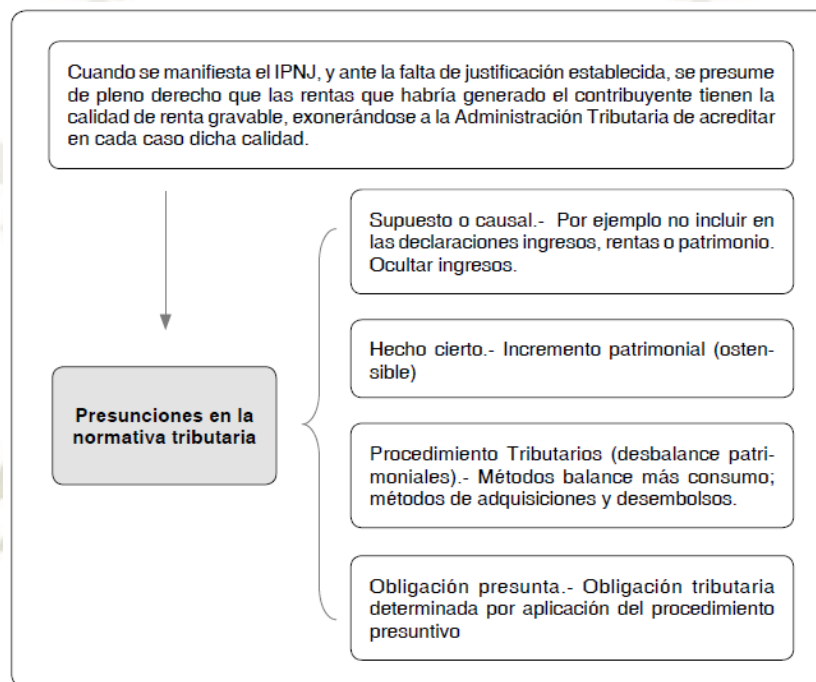 Cuando se manifiesta el IPNJ, y ante la falta de justificación establecida, se presume
de pleno derecho que las rentas que habría generado el contribuyente tienen la
calidad de renta gravable, exonerándose a la Administración Tributaria de acreditar
en cada caso dicha calidad.
Presunciones en la
normativa tributaria
Supuesto o causal.- Por ejemplo no incluir en
las declaraciones ingresos, rentas o patrimonio.
Ocultar ingresos.
Hecho cierto.- Incremento patrimonial (osten-
sible)
Procedimiento Tributarios (desbalance patri-
moniales).- Métodos balance más consumo;
métodos de adquisiciones y desembolsos.
Obligación presunta.- Obligación tributaria
determinada por aplicación del procedimiento
presuntivo